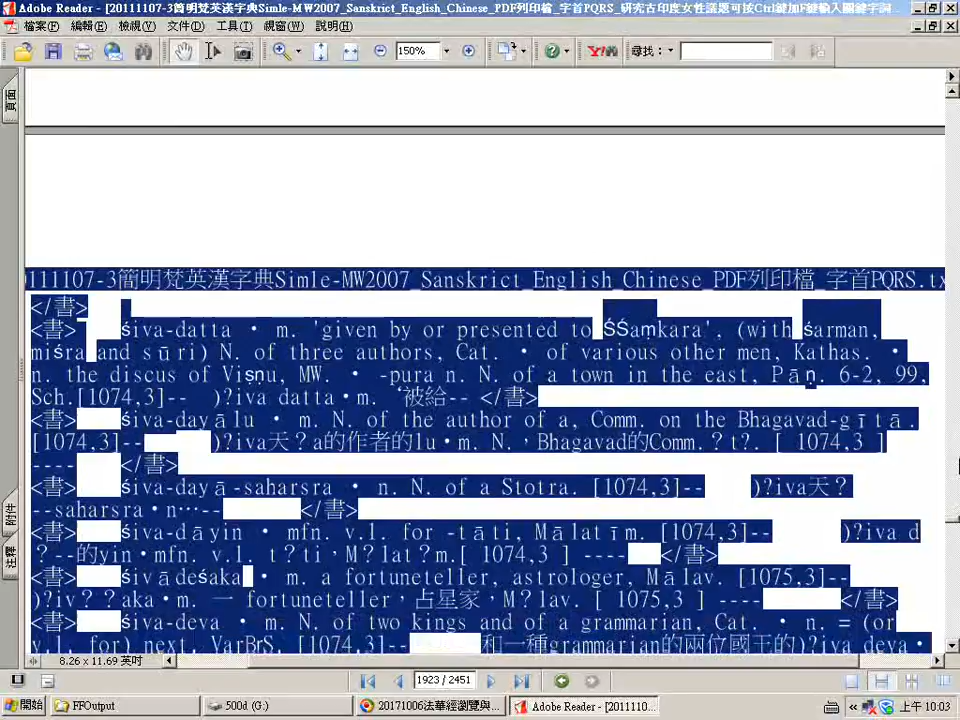 Adobe Reader - [20111107-3簡明梵英漢字典Simle-MW2007_Sanskrict_English_Chinese_PDF列印檔_字首PQRS_研究古印度女性議題可按Ctrl鍵加F鍵輸入關鍵字詞
檔案(F) 編輯(E) 檢視(V) 文件(D) 工具(T) 視窗(W) 說明(H)
150% Y! 尋找：
頁面
111107-3簡明梵英漢字典Simle-MW2007_Sanskrict_English_Chinese_PDF列印檔_字首PQRS.tx
</書>
<書> śiva-datta • m. 'given by or presented to ŚŚaṃkara', (with śarman,
miśra and sūri) N. of three authors, Cat. • of various other men, Kathas. •
n. the discus of Viṣṇu, MW. • -pura n. N. of a town in the east, Pāṇ. 6-2, 99,
Sch.[1074,3]-- )?iva datta•m. ‘被給-- </書>
<書> śiva-dayālu • m. N. of the author of a, Comm. on the Bhagavad-gītā.
[1074,3]-- )?iva天？a的作者的lu•m. N.，Bhagavad的Comm.？t?. [ 1074,3 ]
---- </書>
<書> śiva-dayā-saharsra • n. N. of a Stotra. [1074,3]-- )?iva天？
--saharsra•n…-- </書>
<書> śiva-dāyin • mfn. v.l. for -tāti, Mālatīm. [1074,3]-- )?iva d
？--的yin•mfn. v.l. t？ti，M？lat？m.[ 1074,3 ] ---- </書>
<書> śivādeśaka • m. a fortuneteller, astrologer, Mālav. [1075,3]--
)?iv？？aka•m. 一 fortuneteller，占星家，M？lav. [ 1075,3 ] ---- </書>
<書> śiva-deva • m. N. of two kings and of a grammarian, Cat. • n. = (or
v.l. for) next, VarBrS. [1074,3]-- 和一種grammarian的兩位國王的)?iva deva•
附件
注釋
8.26 x 11.69 英吋
1923 / 2451
開始 FFOutput 500d (G:) 20171006法華經瀏覽與... Adobe Reader - [2011110... 上午 10:03